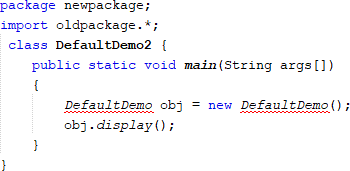 package newpackage;
import oldpackage.*;
class DefaultDemo2 {
public static void main(String args[])
{
DefaultDemo obj = new DefaultDemo();
obj.display();
}
}